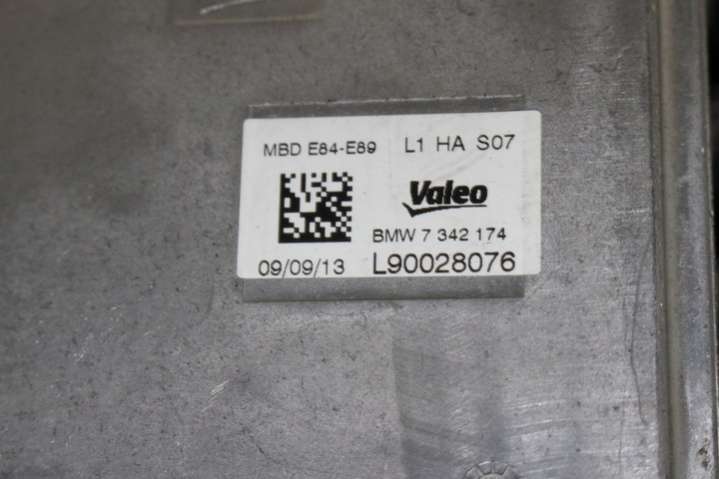 MBD E84-E89 L1 HA S07
Valeo
BMW 7 342 174
09/09/13 L90028076